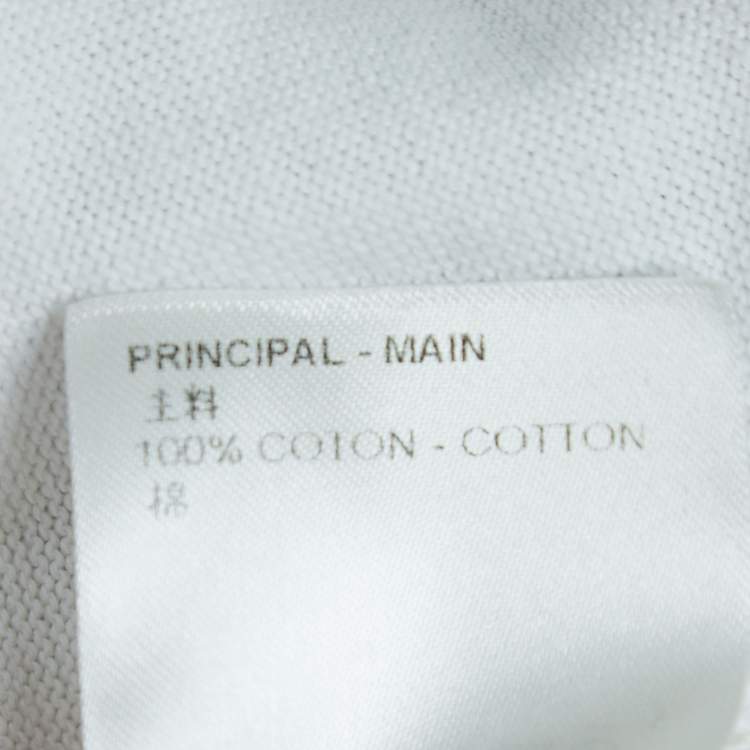 PRINCIPAL - MAIN
主料
100% COTON - COTTON
棉